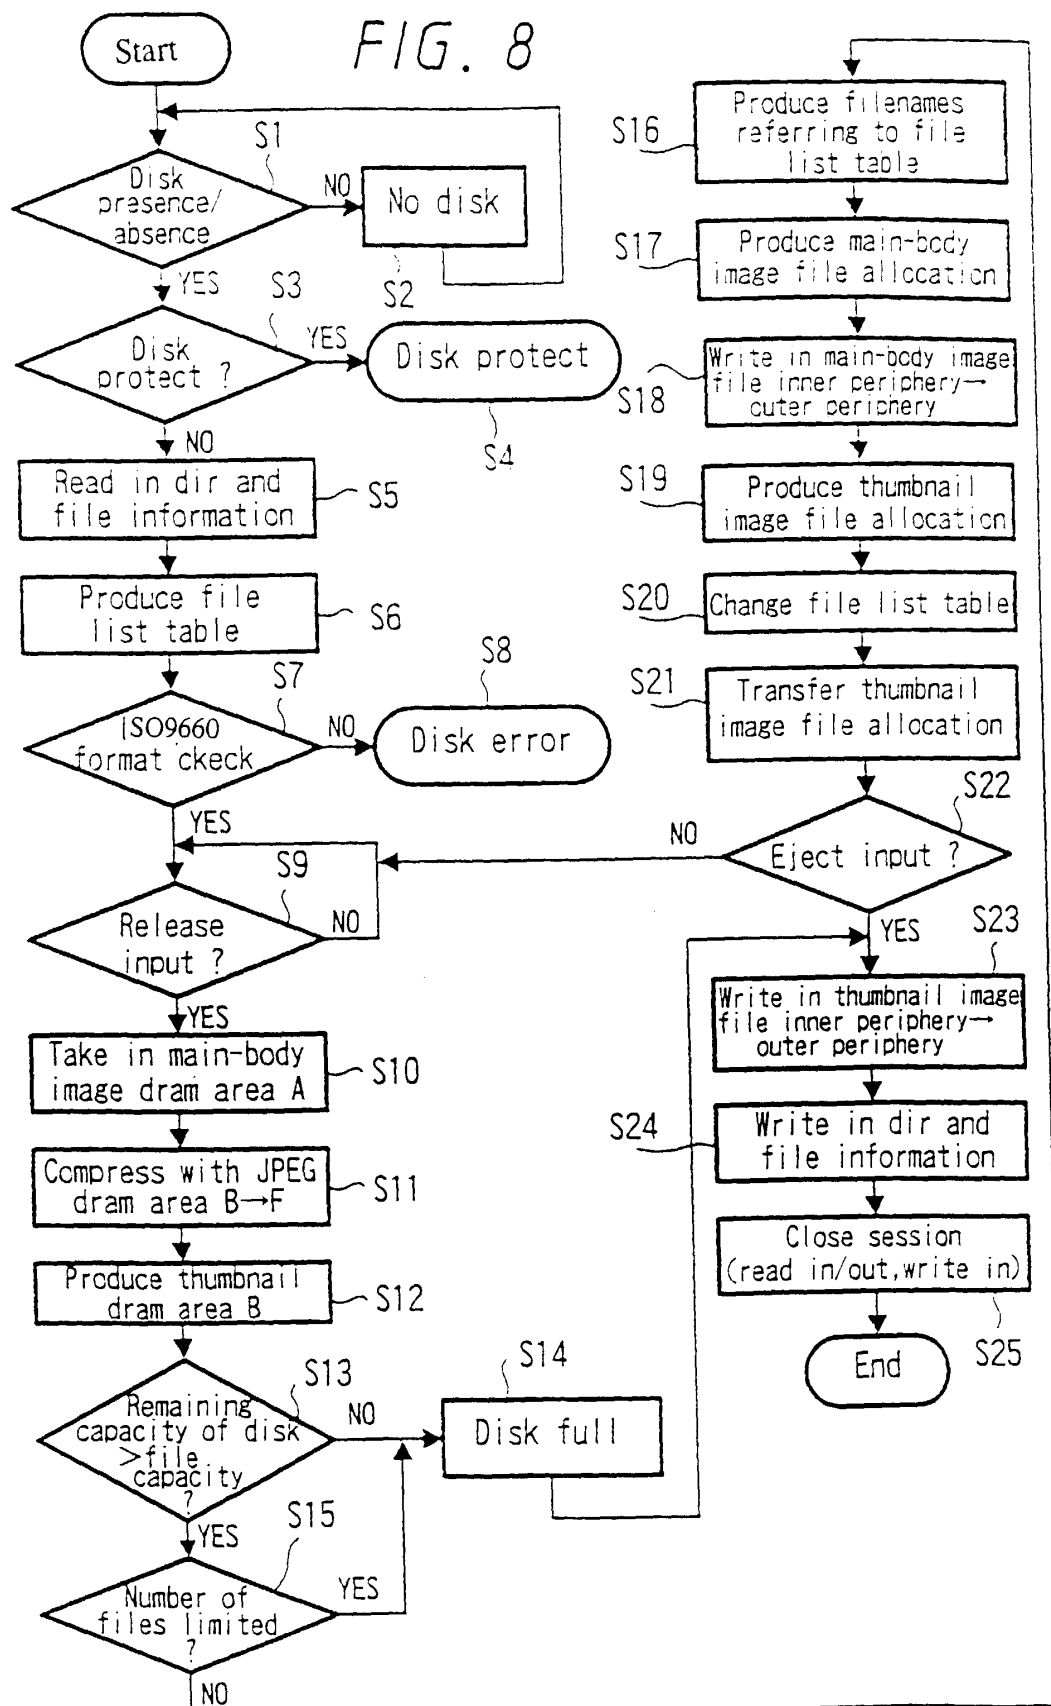 FIG. 8
Start
S1
Disk
presence/
absence
NO
No disk
S2
YES
S3
Disk
protect ?
YES
Disk protect
S4
NO
Read in dir and
file information
S5
Produce file
list table
S6
S7
ISO9660
format ckeck
NO
S8
Disk error
YES
S9
Release
input ?
NO
YES
Take in main-body
image dram area A
S10
Compress with JPEG
dram area B→F
S11
Produce thumbnail
dram area B
S12
S13
Remaining
capacity of disk
>file
capacity
?
NO
S14
Disk full
YES
S15
Number of
files limited
?
YES
NO
S16
Produce filenames
referring to file
list table
S17
Produce main-body
image file allocation
S18
Write in main-body image
file inner periphery→
outer periphery
S19
Produce thumbnail
image file allocation
S20
Change file list table
S21
Transfer thumbnail
image file allocation
S22
Eject input ?
NO
YES
S23
Write in thumbnail image
file inner periphery→
outer periphery
S24
Write in dir and
file information
Close session
(read in/out,write in)
S25
End